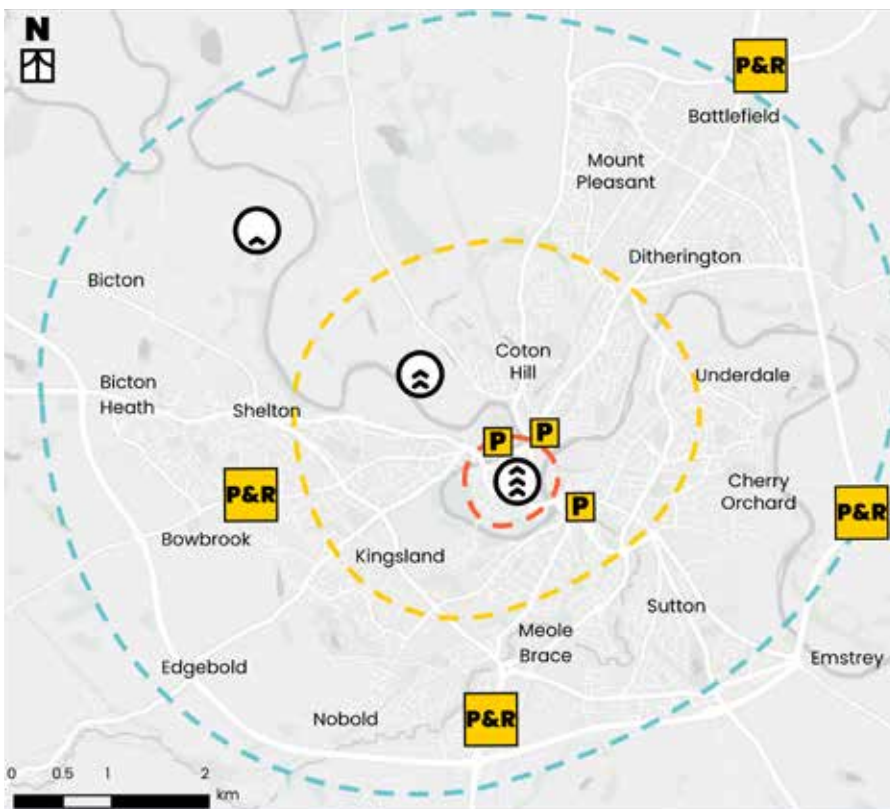 N
P&R
Battlefield
Mount
Pleasant
Ditherington
Bicton
Coton
Hill
Underdale
Bicton
Heath
Shelton
P
P
P&R
Cherry
Orchard
P
P&R
Bowbrook
Kingsland
Sutton
Meole
Brace
Emstrey
Edgebold
P&R
Nobold
0 0.5 1 2
km